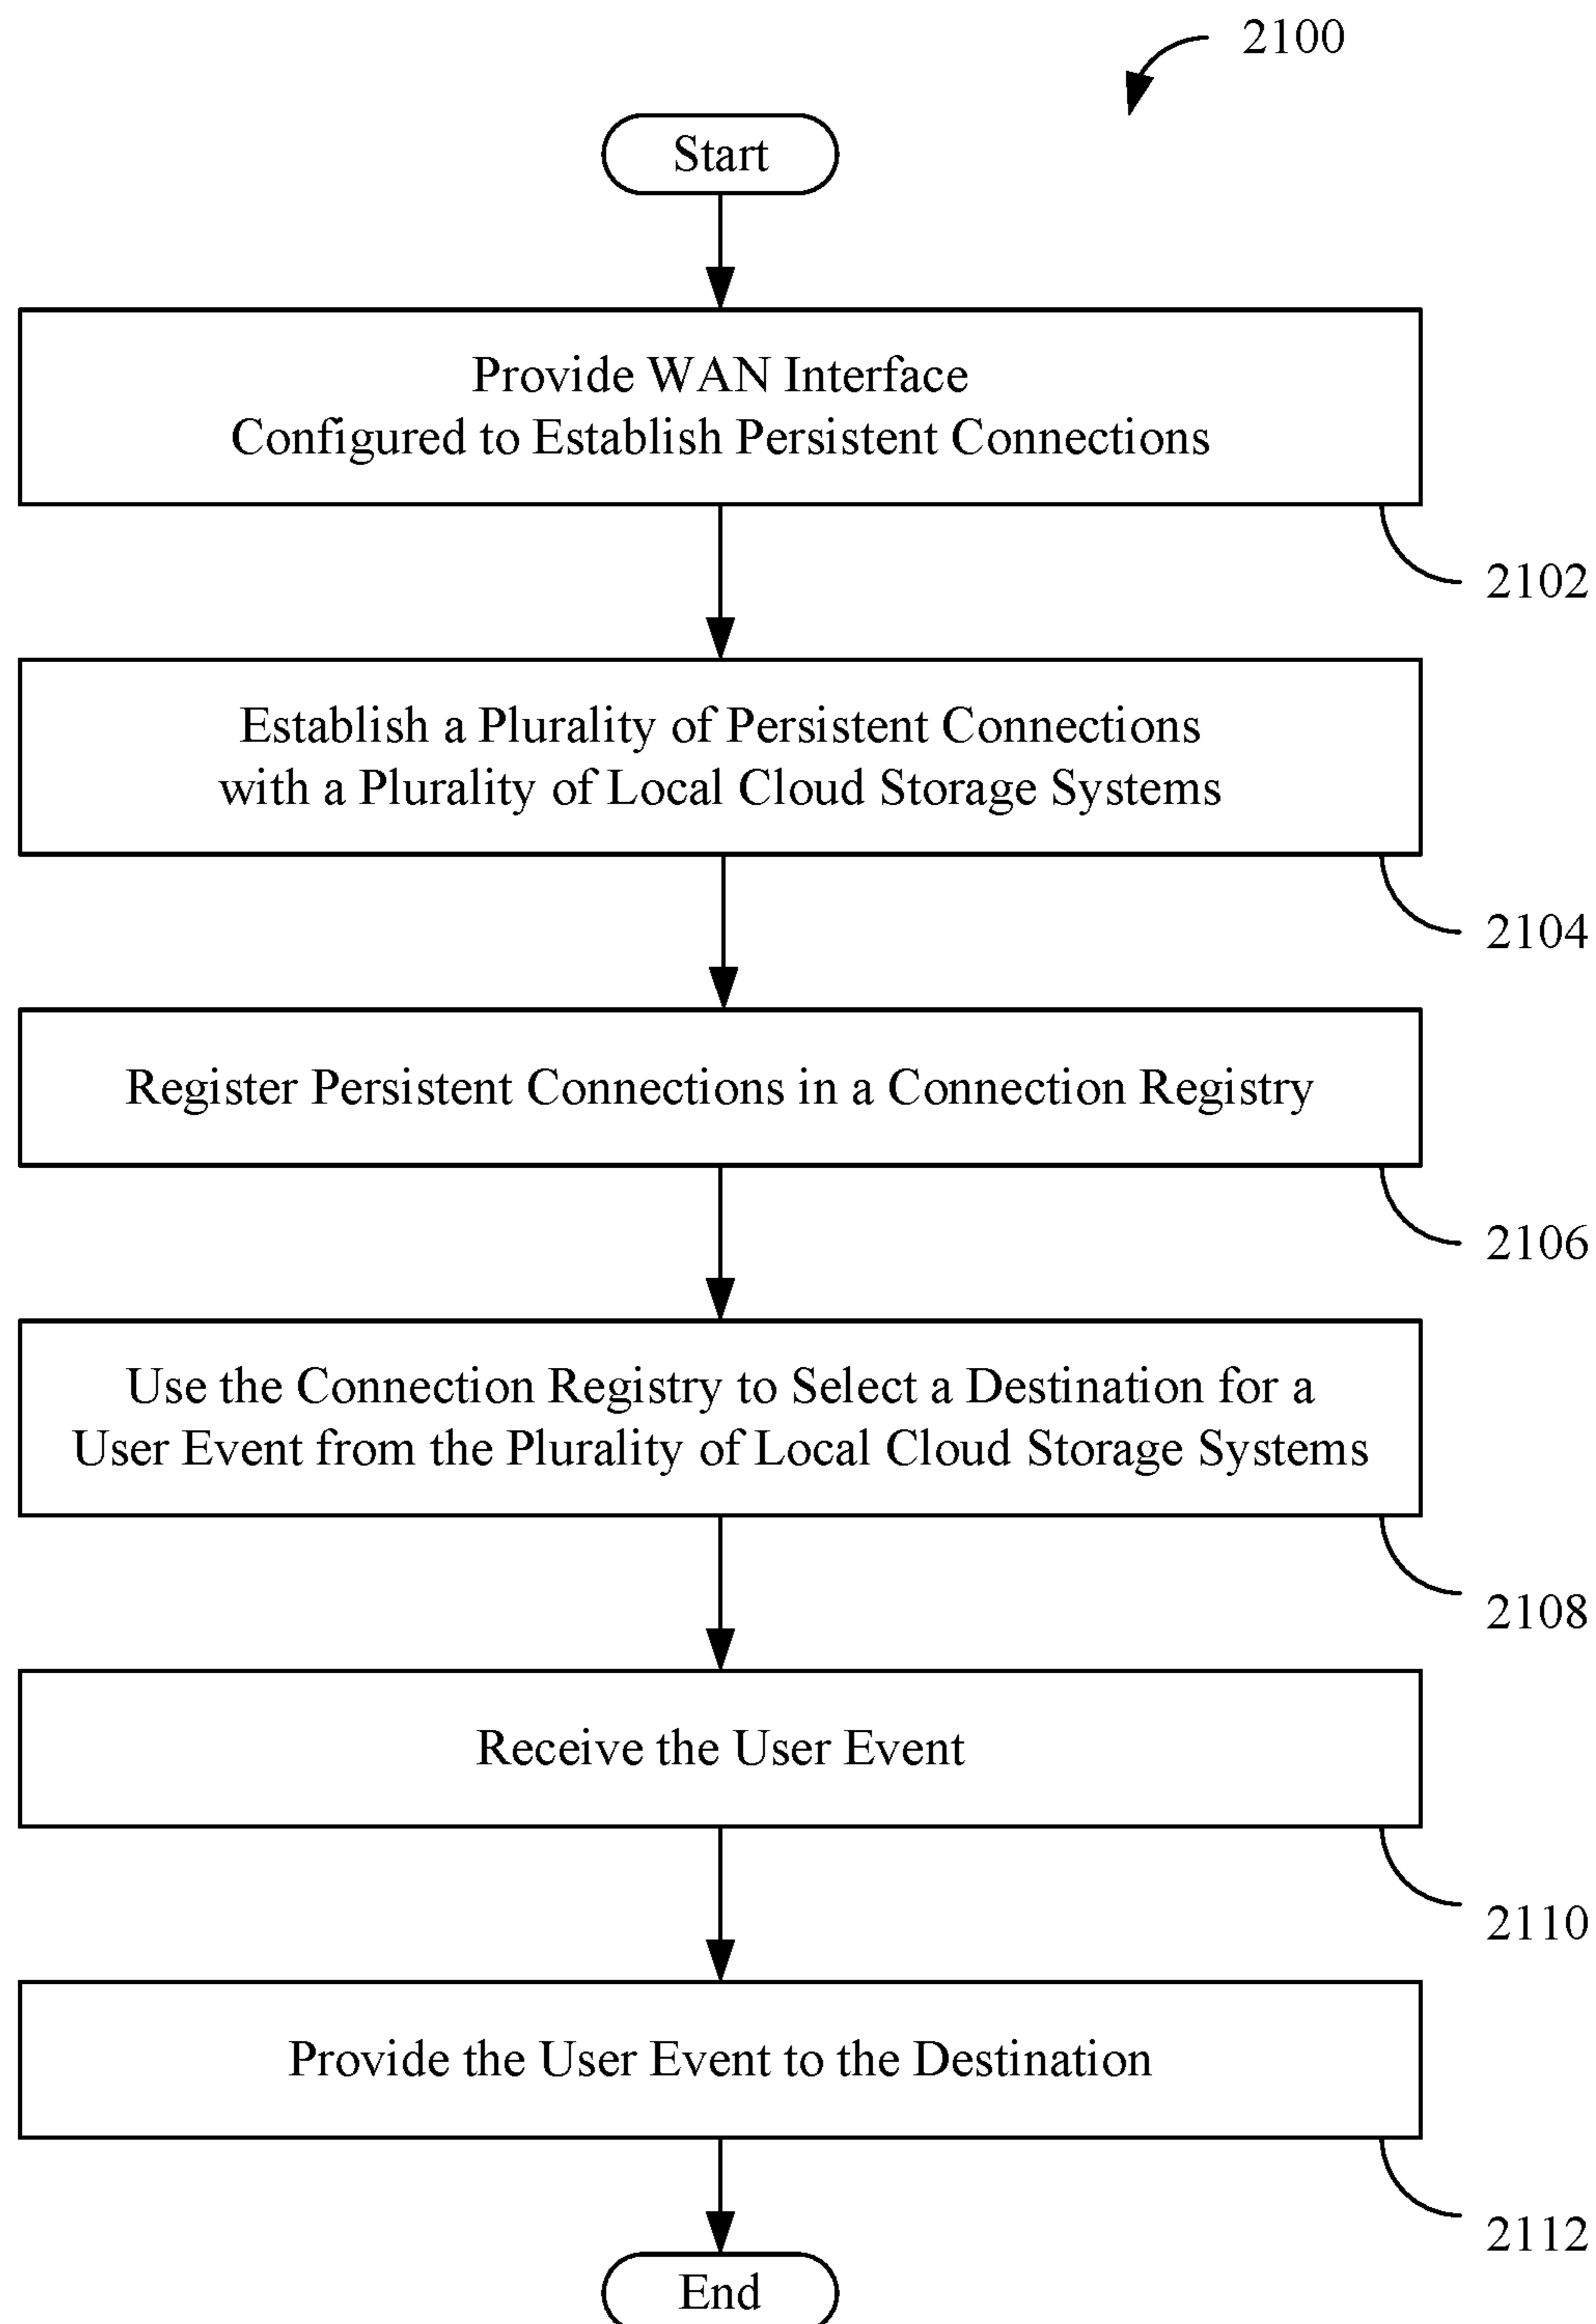 2100
Start
Provide WAN Interface
Configured to Establish Persistent Connections
2102
Establish a Plurality of Persistent Connections
with a Plurality of Local Cloud Storage Systems
2104
Register Persistent Connections in a Connection Registry
2106
Use the Connection Registry to Select a Destination for a
User Event from the Plurality of Local Cloud Storage Systems
2108
Receive the User Event
2110
Provide the User Event to the Destination
2112
End